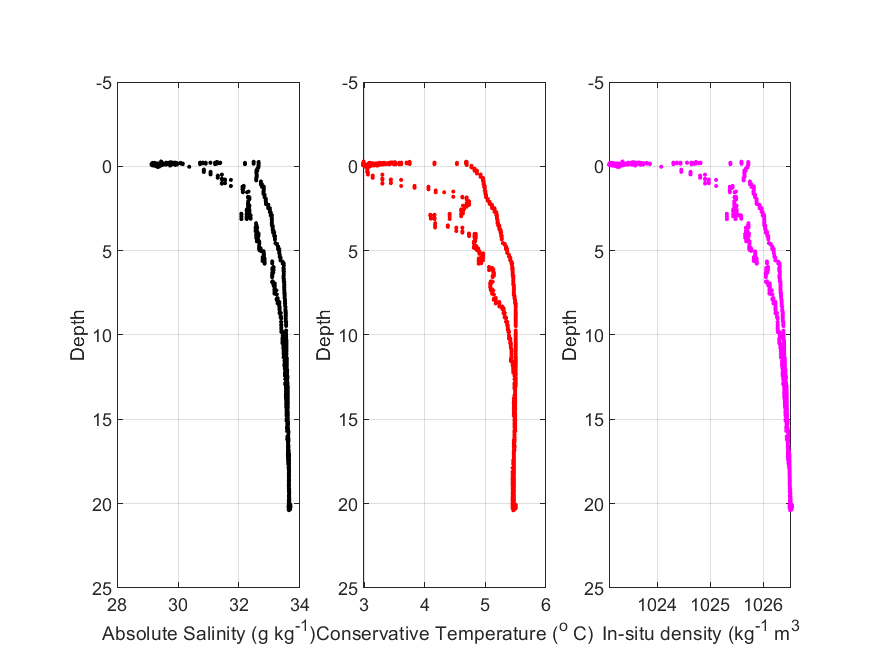 -5
0
5
10
15
20
25
Depth
28 30 32 34
Absolute Salinity (g kg-1)
-5
0
5
10
15
20
25
Depth
3 4 5 6
Conservative Temperature (o C)
-5
0
5
10
15
20
25
Depth
1024 1025 1026
In-situ density (kg-1 m3